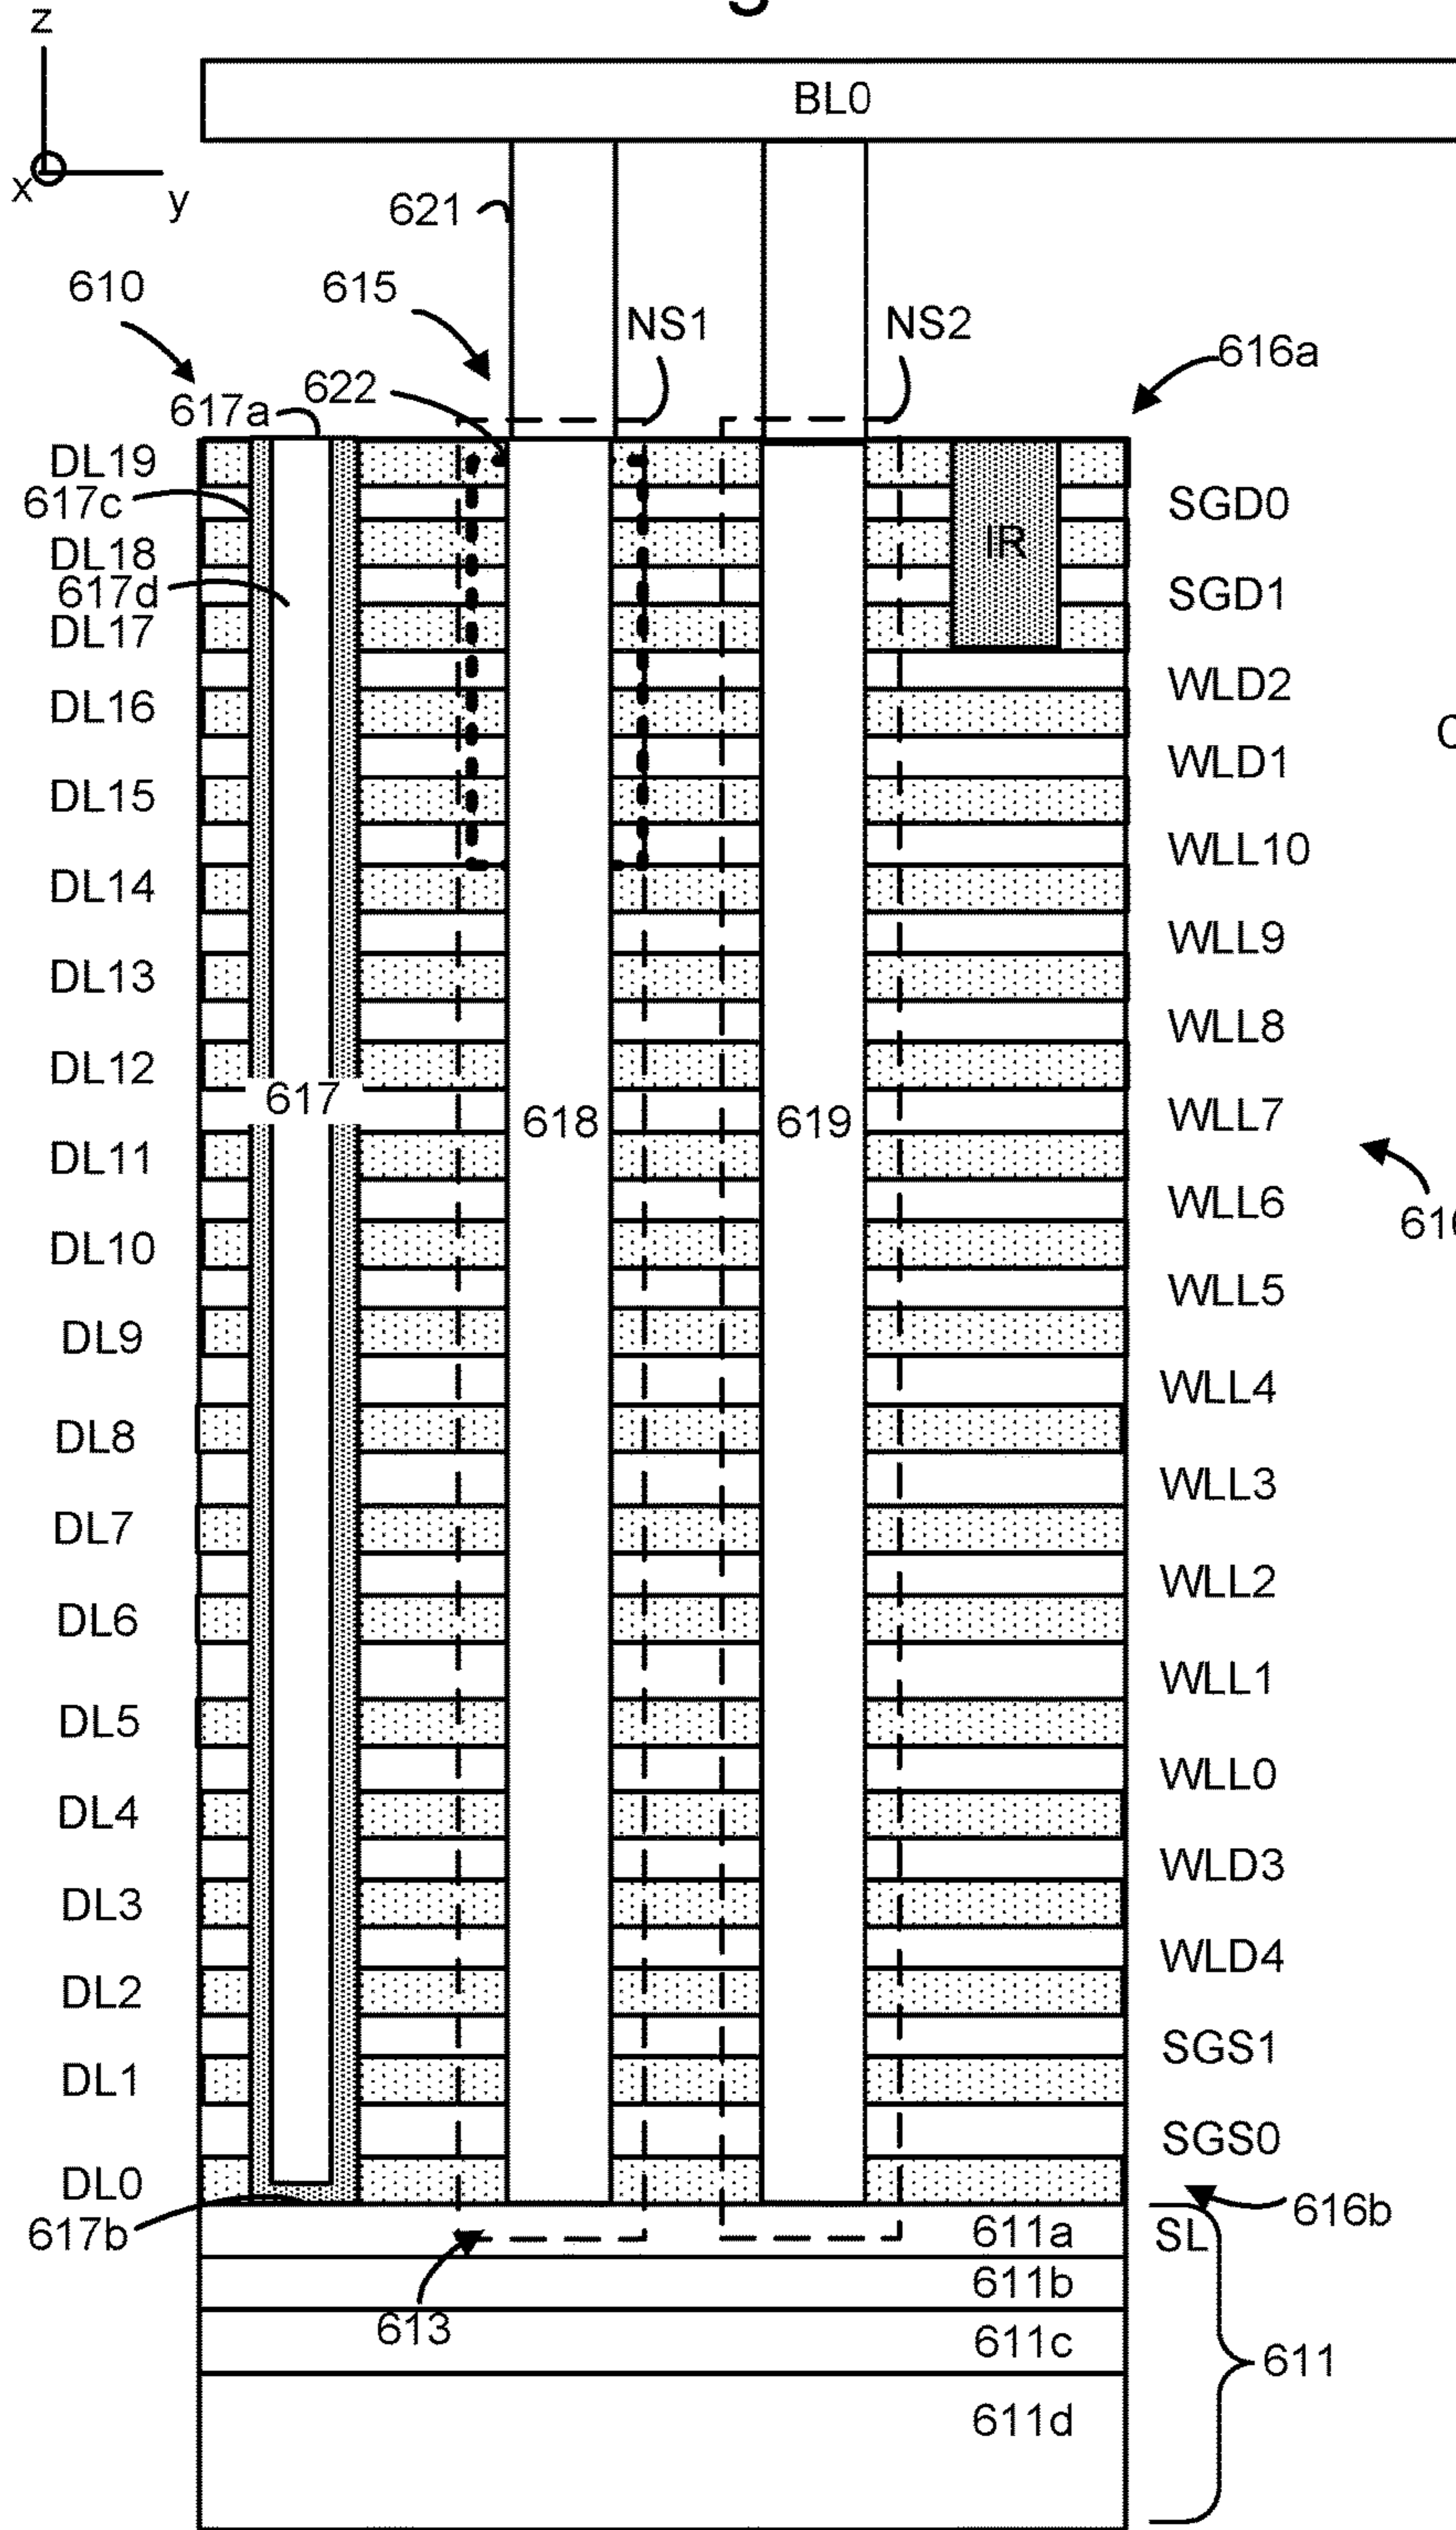 z
BL0
x
y
621
610
615
NS1
NS2
616a
622
617a
DL19
SGD0
617c
IR
DL18
617d
SGD1
DL17
WLD2
DL16
WLD1
DL15
WLL10
DL14
WLL9
DL13
WLL8
DL12
617
618
619
WLL7
DL11
WLL6
DL10
WLL5
DL9
WLL4
DL8
WLL3
DL7
WLL2
DL6
WLL1
DL5
WLL0
DL4
WLD3
DL3
WLD4
DL2
SGS1
DL1
SGS0
DL0
616b
617b
611a
SL
611b
613
611c
611
611d